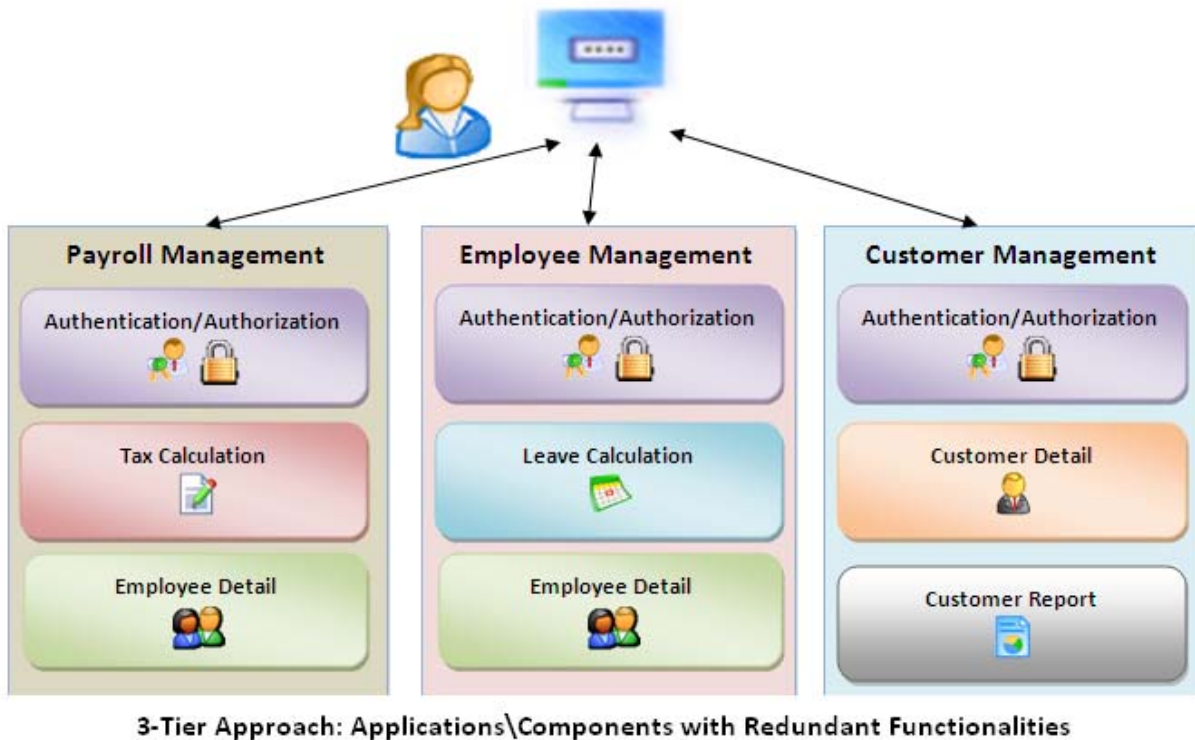 Payroll Management
Authentication/Authorization
Tax Calculation
Employee Detail
Employee Management
Authentication/Authorization
Leave Calculation
Employee Detail
Customer Management
Authentication/Authorization
Customer Detail
Customer Report
3-Tier Approach: Applications\Components with Redundant Functionalities